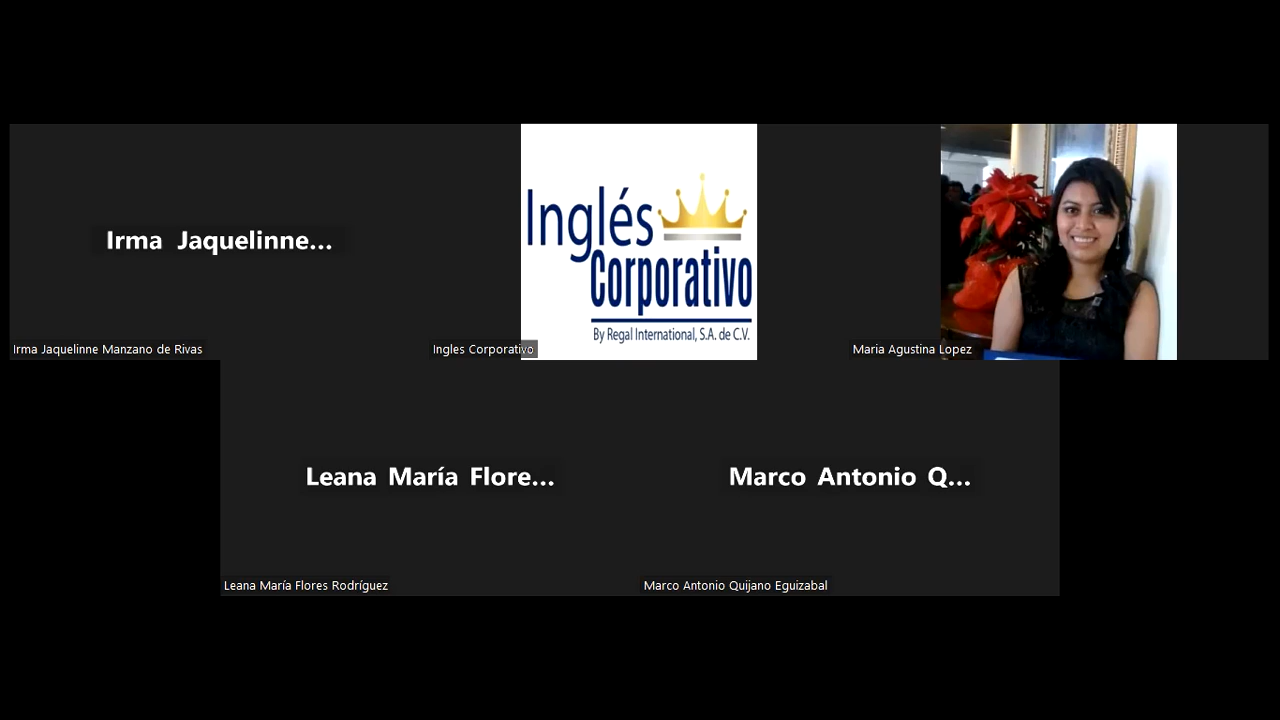 Irma Jaquelinne...
Irma Jaquelinne Manzano de Rivas
Inglés
Corporativo
By Regal International, S.A. de C.V.
Ingles Corporativo
Maria Agustina Lopez
Leana María Flore...
Leana María Flores Rodríguez
Marco Antonio Q...
Marco Antonio Quijano Eguizabal